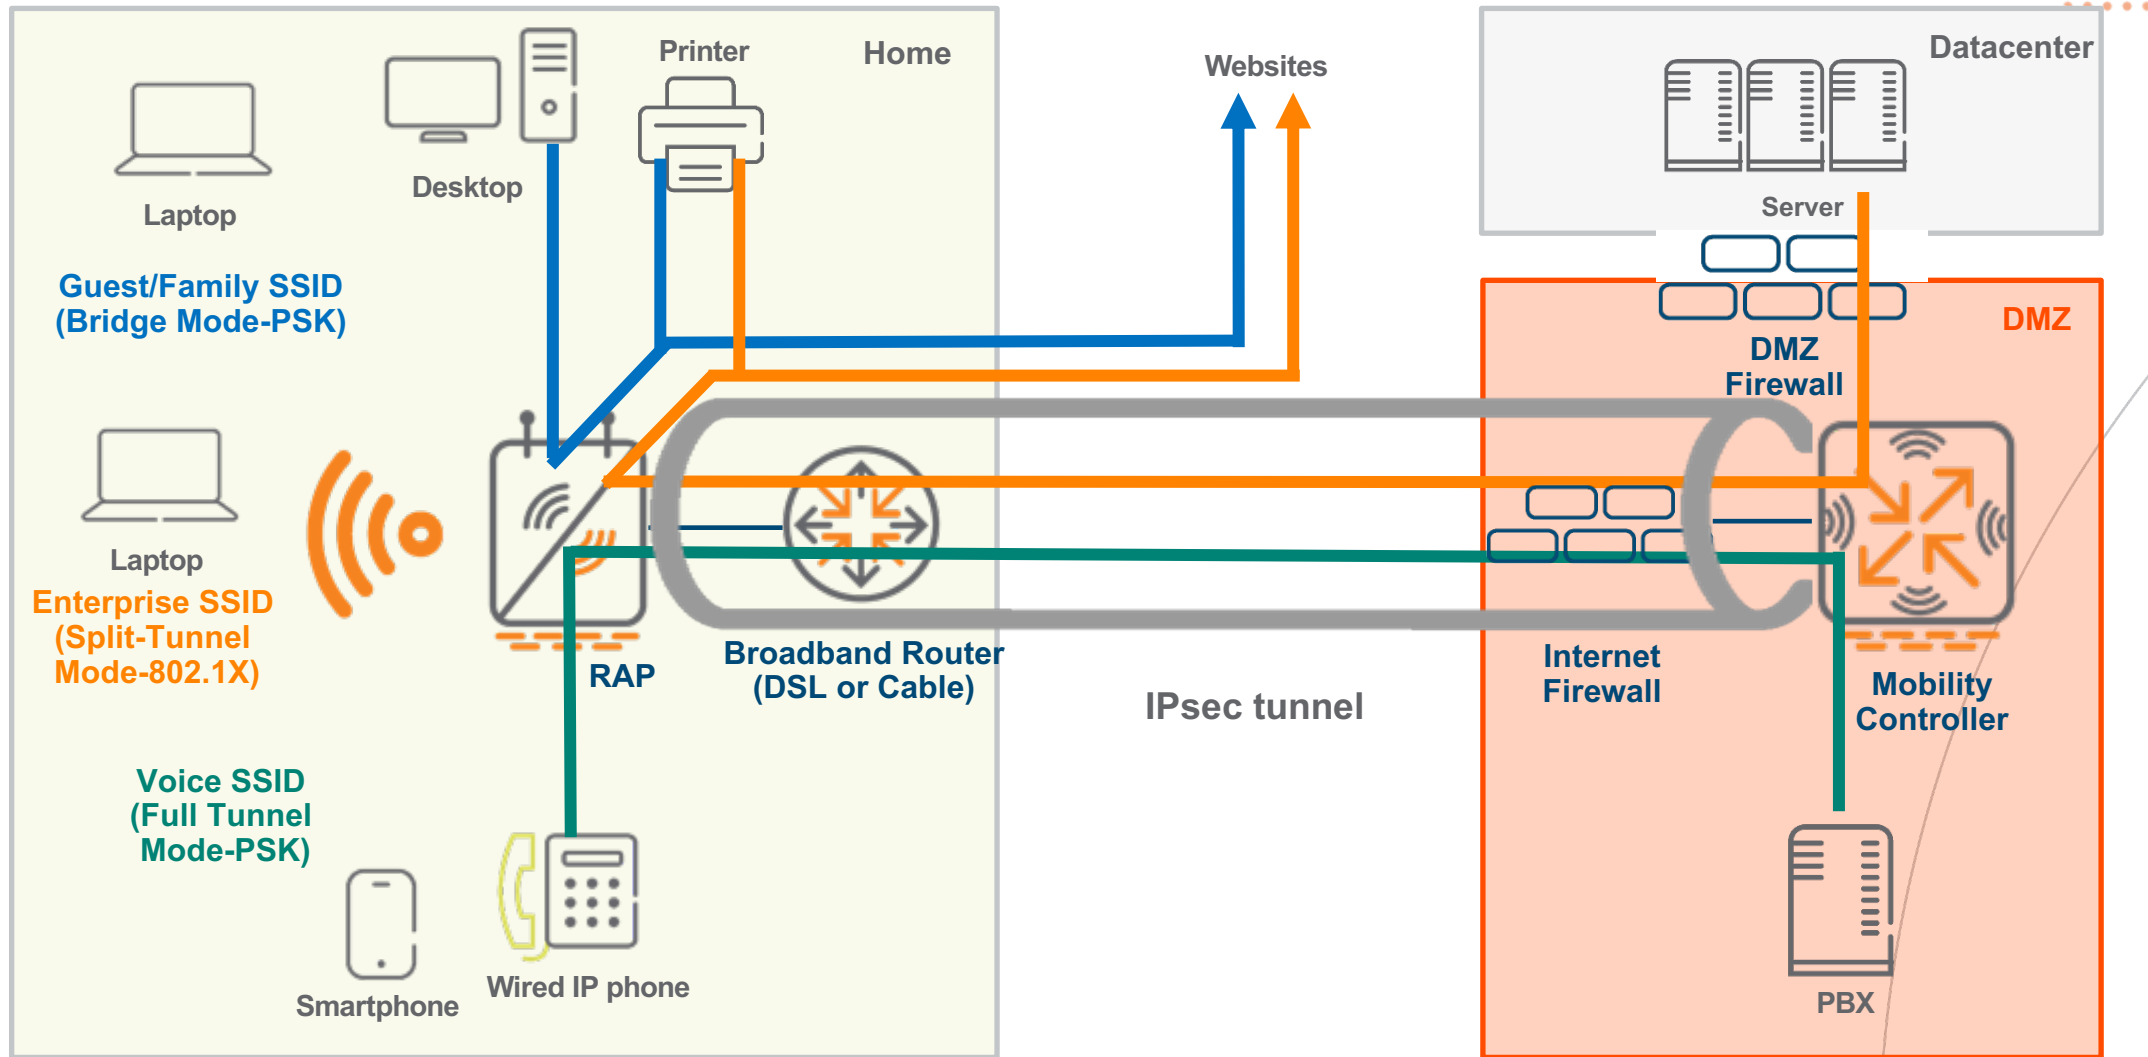 Printer
Home
Laptop
Desktop
Guest/Family SSID
(Bridge Mode-PSK)
Laptop
Enterprise SSID
(Split-Tunnel
Mode-802.1X)
RAP
Broadband Router
(DSL or Cable)
Voice SSID
(Full Tunnel
Mode-PSK)
Smartphone
Wired IP phone
Websites
IPsec tunnel
Datacenter
Server
DMZ
DMZ
Firewall
Internet
Firewall
Mobility
Controller
PBX